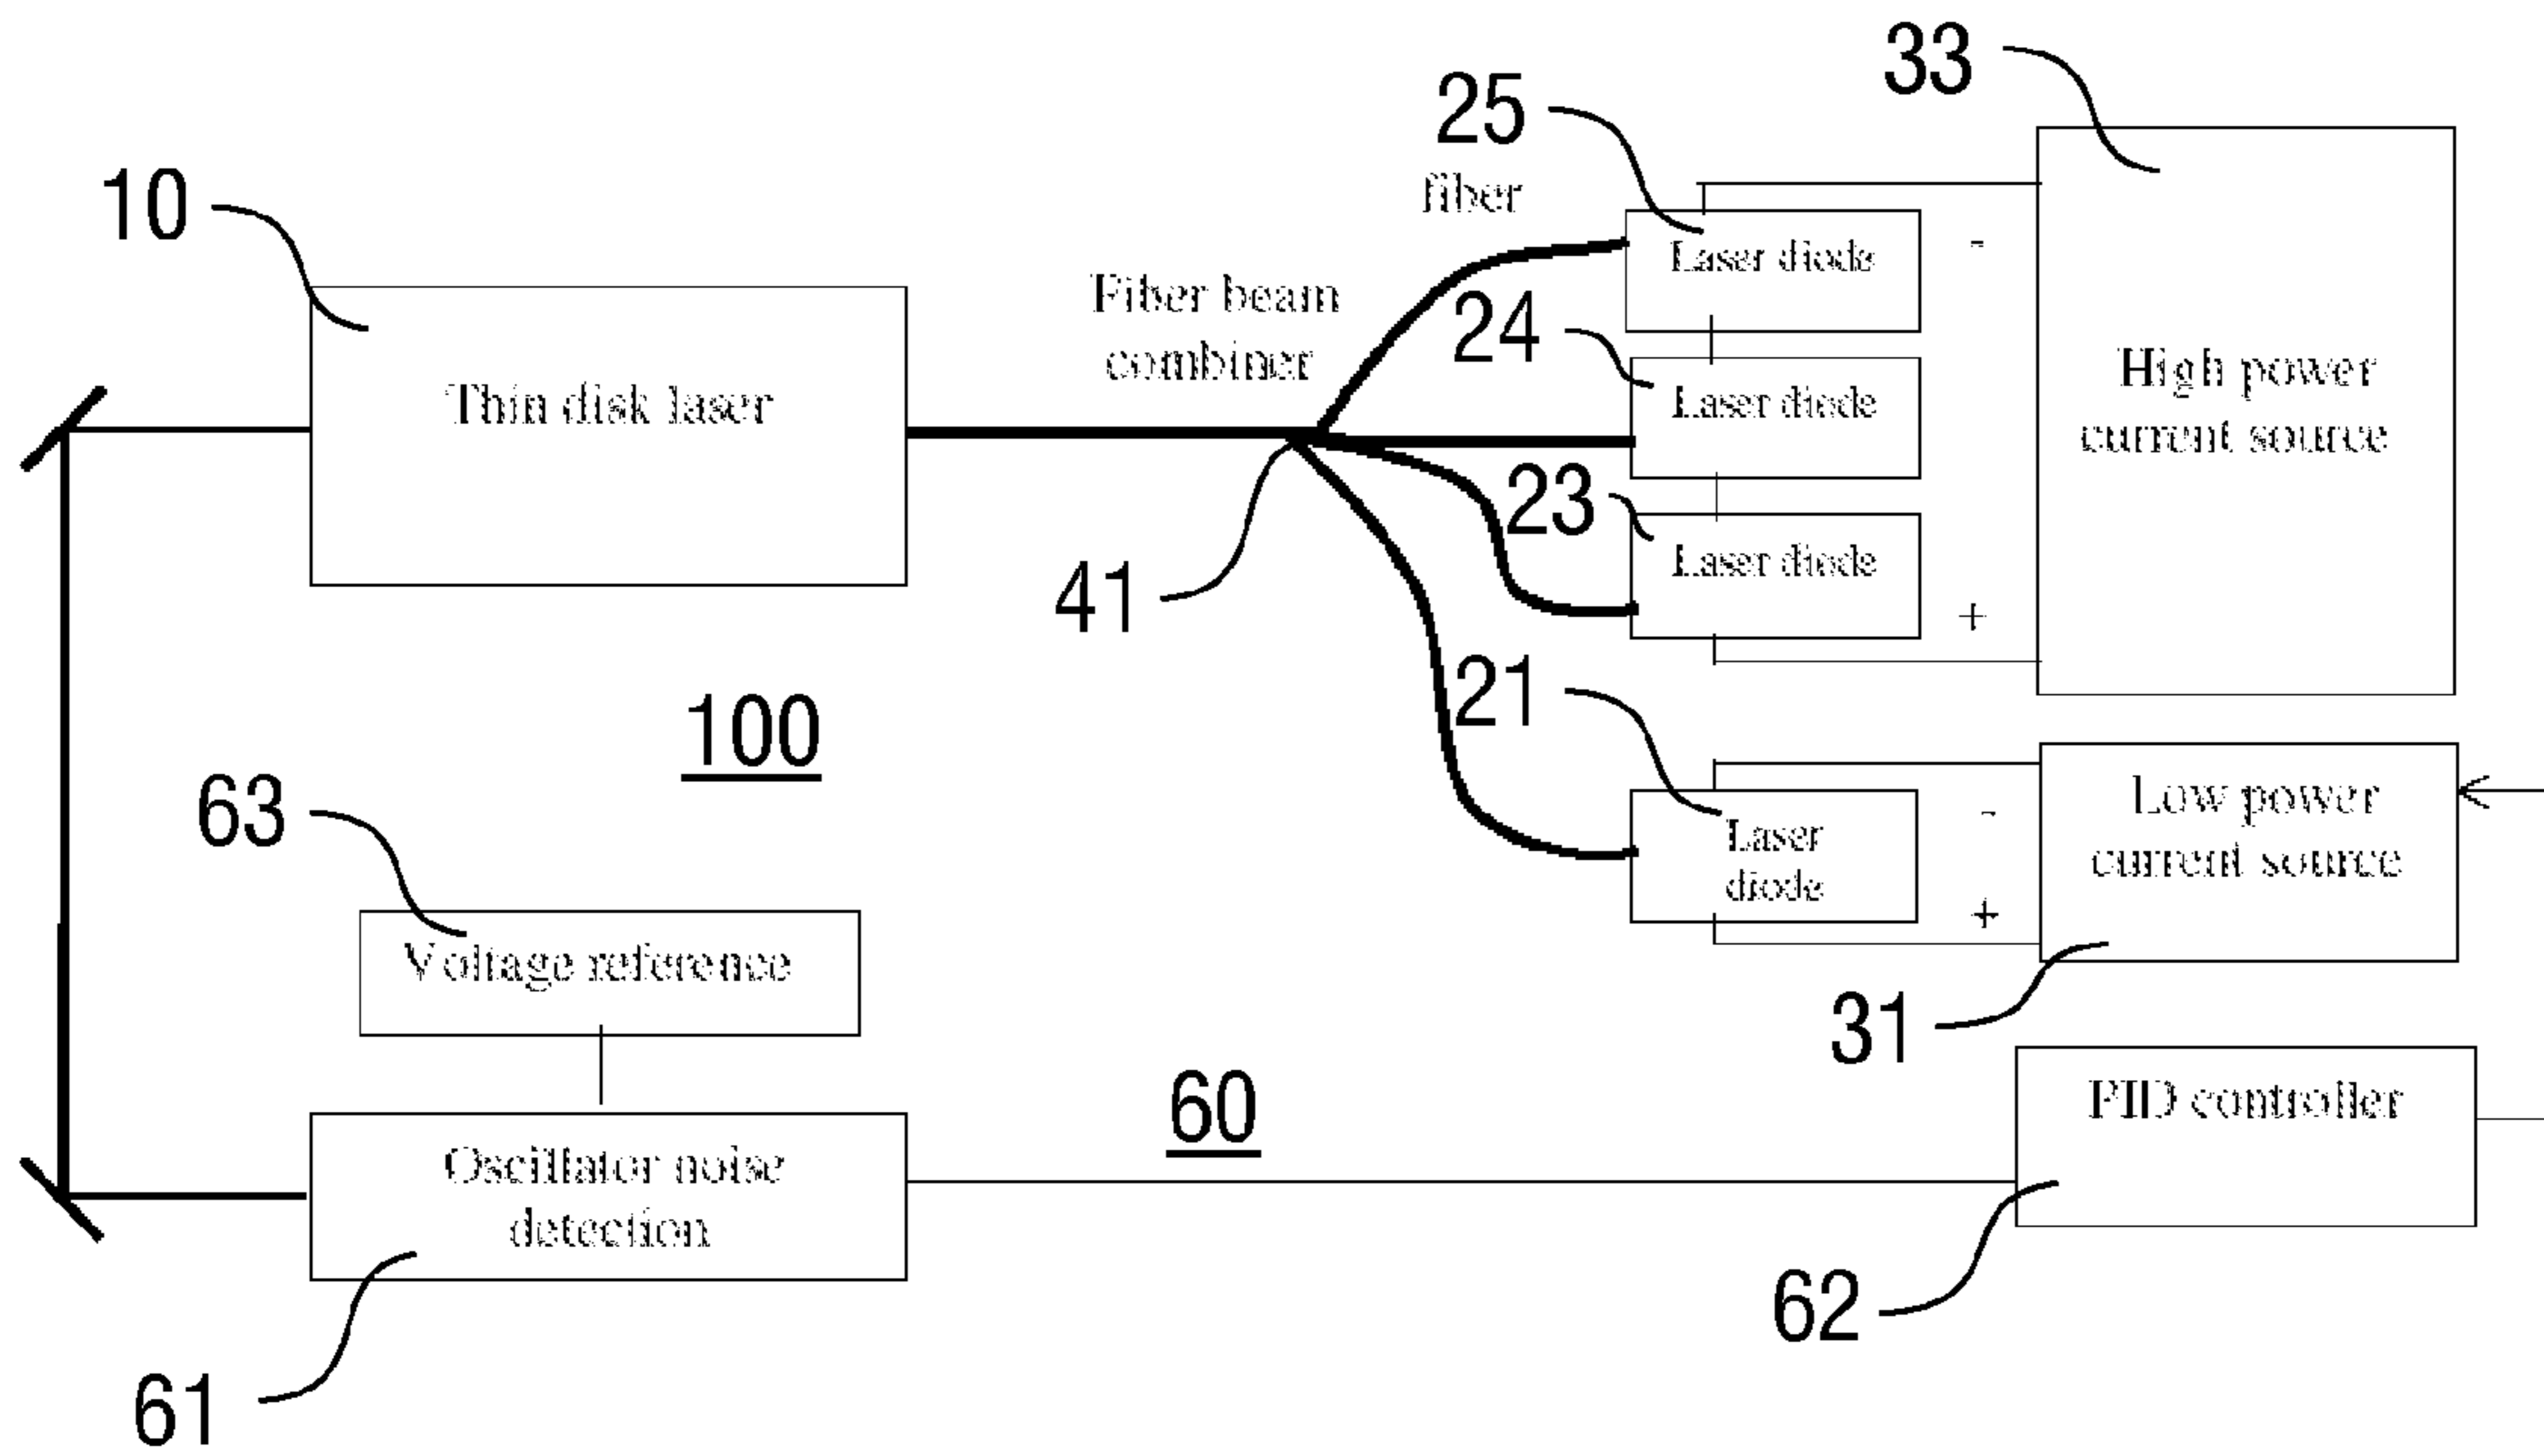 33
25
fiber
10
Laser diode
-
Fiber beam
combiner
24
High power
current source
Thin disk laser
Laser diode
23
Laser diode
+
41
21
100
63
Low power
current source
-
Laser
diode
+
Voltage reference
31
60
PID controller
Oscillator noise
detection
62
61